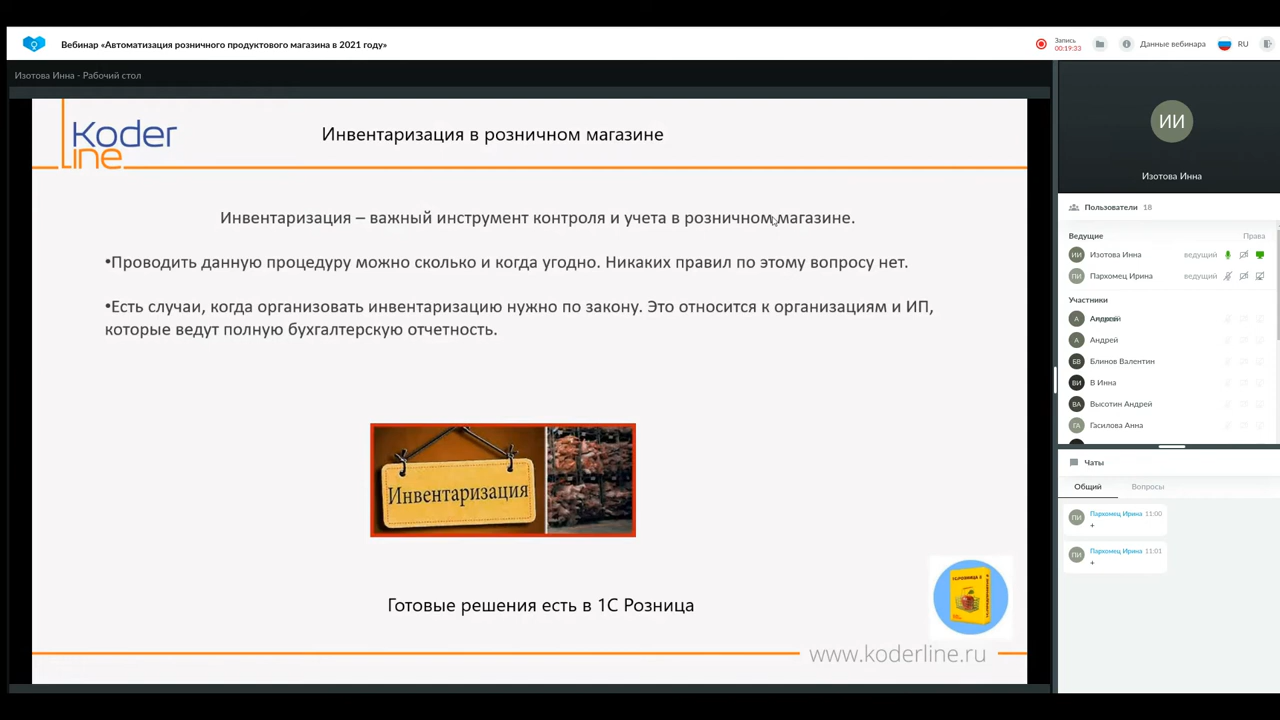 Вебинар «Автоматизация розничного продуктового магазина в 2021 году»
Запись
00:19:33
Данные вебинара
RU
Изотова Инна - Рабочий стол
Koder
line
Инвентаризация в розничном магазине
Инвентаризация – важный инструмент контроля и учета в розничном магазине.
•Проводить данную процедуру можно сколько и когда угодно. Никаких правил по этому вопросу нет.
•Есть случаи, когда организовать инвентаризацию нужно по закону. Это относится к организациям и ИП,
которые ведут полную бухгалтерскую отчетность.
Инвентаризация
Готовые решения есть в 1С Розница
www.koderline.ru
ИИ
Изотова Инна
Пользователи 18
Ведущие Права
ИИ Изотова Инна ведущий
ПИ Пархомец Ирина ведущий
Участники
А
А Андрей
БВ Блинов Валентин
ВИ В Инна
ВА Высотин Андрей
ГА Гасилова Анна
Чаты
Общий Вопросы
ПИ Пархомец Ирина 11:00
+
ПИ Пархомец Ирина 11:01
+